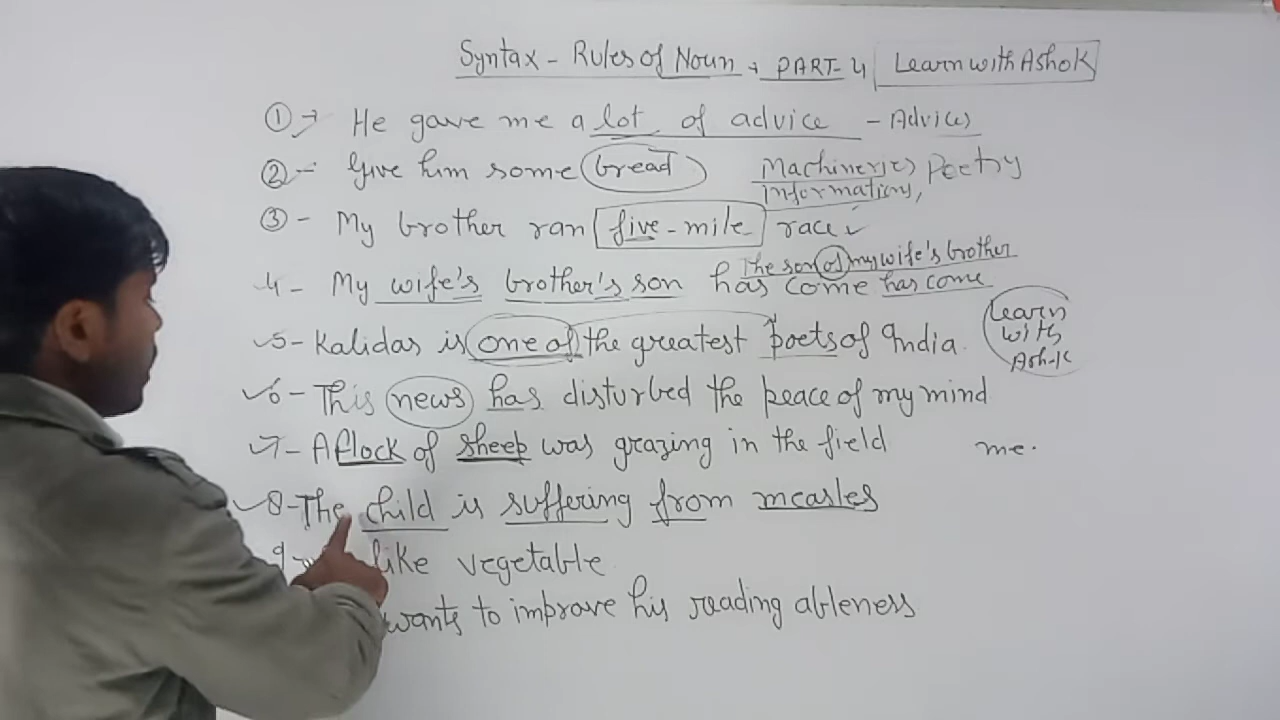 Syntax - Rules of Noun, PART-4 Learn with Ashok
① → He gave me a lot of advice - Advices
② - Give him some bread Machineries Poetry
informations,
③ - My brother ran five-mile race ✓
The son of my wife's brother
4 - My wife's brother's son has come has come
5 - Kalidas is one of the greatest poets of India
Learn
with
Ashok
6 - This news has disturbed the peace of my mind
7 - A flock of sheep was grazing in the field me.
8 - The child is suffering from measles
9 - like vegetable
wants to improve his reading ableness